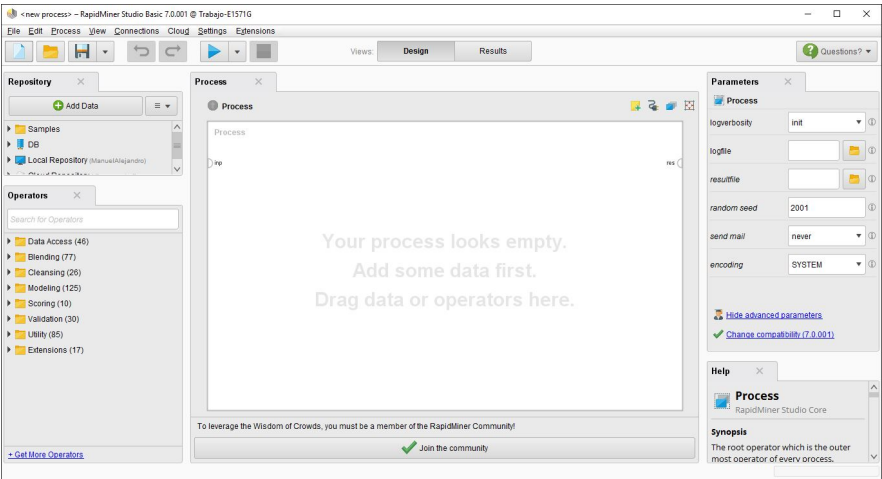 <new process> – RapidMiner Studio Basic 7.0.001 @ Trabajo-E1571G
File Edit Process View Connections Cloud Settings Extensions
Views: Design Results Questions?
Repository
Add Data
Samples
DB
Local Repository (ManuelAlejandro)
Operators
Search for Operators
Data Access (46)
Blending (77)
Cleansing (26)
Modeling (125)
Scoring (10)
Validation (30)
Utility (85)
Extensions (17)
+ Get More Operators
Process
Process
Process
inp res
Your process looks empty.
Add some data first.
Drag data or operators here.
To leverage the Wisdom of Crowds, you must be a member of the RapidMiner Community!
Join the community
Parameters
Process
logverbosity init
logfile
resultfile
random seed 2001
send mail never
encoding SYSTEM
Hide advanced parameters
Change compatibility (7.0.001)
Help
Process
RapidMiner Studio Core
Synopsis
The root operator which is the outer
most operator of every process.